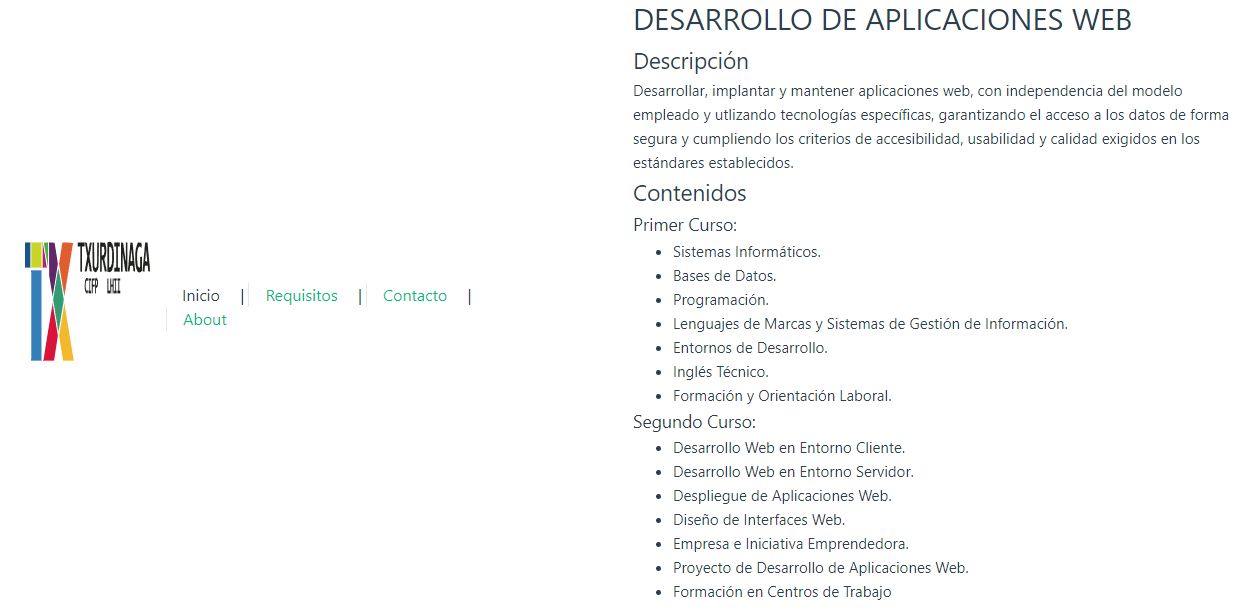 TXURDINAGA
CIFP LHII
Inicio | Requisitos | Contacto |
About
DESARROLLO DE APLICACIONES WEB
Descripción
Desarrollar, implantar y mantener aplicaciones web, con independencia del modelo
empleado y utlizando tecnologías específicas, garantizando el acceso a los datos de forma
segura y cumpliendo los criterios de accesibilidad, usabilidad y calidad exigidos en los
estándares establecidos.
Contenidos
Primer Curso:
• Sistemas Informáticos.
• Bases de Datos.
• Programación.
• Lenguajes de Marcas y Sistemas de Gestión de Información.
• Entornos de Desarrollo.
• Inglés Técnico.
• Formación y Orientación Laboral.
Segundo Curso:
• Desarrollo Web en Entorno Cliente.
• Desarrollo Web en Entorno Servidor.
• Despliegue de Aplicaciones Web.
• Diseño de Interfaces Web.
• Empresa e Iniciativa Emprendedora.
• Proyecto de Desarrollo de Aplicaciones Web.
• Formación en Centros de Trabajo